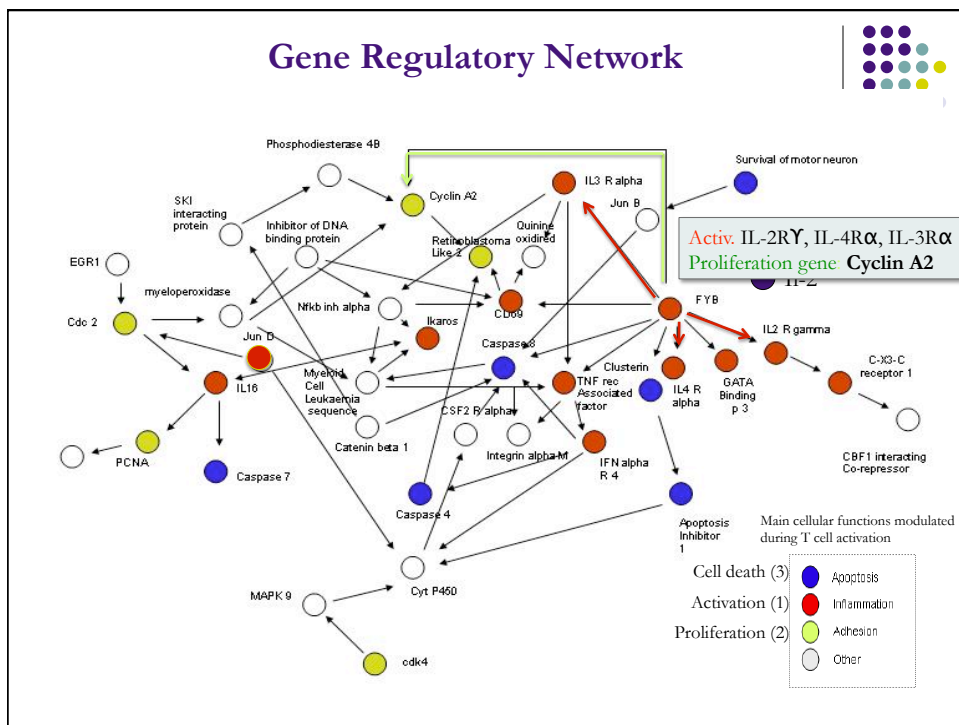 Gene Regulatory Network
Phosphodiesterase 4B
Survival of motor neuron
IL3 R alpha
Cyclin A2
Jun B
SKI
interacting
protein
Inhibitor of DNA
binding protein
Quinine
oxidired
Retinoblastoma
Like 2
Activ. IL-2Rϒ, IL-4Rα, IL-3Rα
Proliferation gene: Cyclin A2
EGR1
myeloperoxidase
Nfkb inh alpha
CD69
FYB
Cdc 2
Ikaros
IL2 R gamma
Jun D
Caspase 3
Clusterin
C-X3-C
receptor 1
IL16
Myeloid
Cell
Leukaemia
sequence
TNF rec
Associated
factor
IL4 R
alpha
GATA
Binding
p 3
CSF2 R alpha
Catenin beta 1
Integrin alpha M
CBF1 interacting
Co-repressor
PCNA
Caspase 7
IFN alpha
R 4
Caspase 4
Apoptosis
Inhibitor
1
Main cellular functions modulated
during T cell activation
Cell death (3)
Apoptosis
Activation (1)
Inflammation
Proliferation (2)
Adhesion
Other
Cyt P450
MAPK 9
cdk4